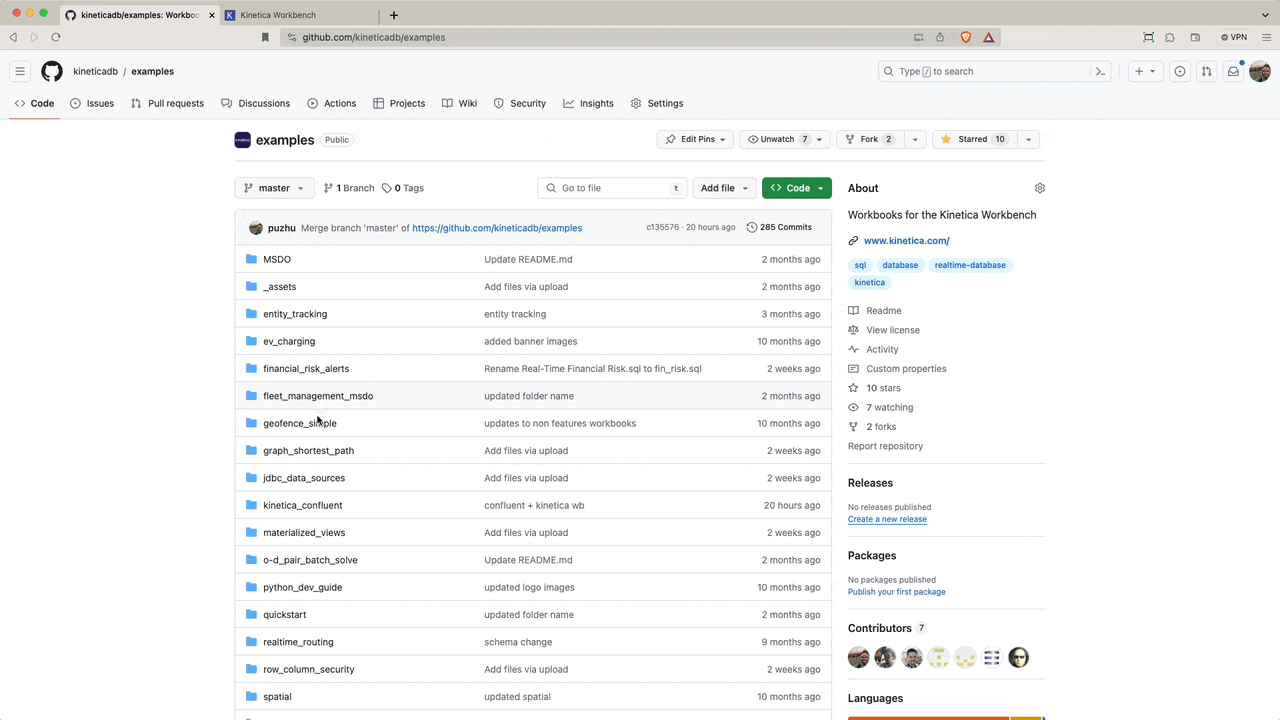 kineticadb/examples: Workboo
Kinetica Workbench
github.com/kineticadb/examples
VPN
kineticadb / examples
Type / to search
Code
Issues
Pull requests
Discussions
Actions
Projects
Wiki
Security
Insights
Settings
examples Public
Edit Pins
Unwatch 7
Fork 2
Starred 10
master
1 Branch
0 Tags
Go to file t
Add file
Code
puzhu Merge branch 'master' of https://github.com/kineticadb/examples c135576 · 20 hours ago 285 Commits
MSDO Update README.md 2 months ago
_assets Add files via upload 2 months ago
entity_tracking entity tracking 3 months ago
ev_charging added banner images 10 months ago
financial_risk_alerts Rename Real-Time Financial Risk.sql to fin_risk.sql 2 weeks ago
fleet_management_msdo updated folder name 2 months ago
geofence_simple updates to non features workbooks 10 months ago
graph_shortest_path Add files via upload 2 weeks ago
jdbc_data_sources Add files via upload 2 weeks ago
kinetica_confluent confluent + kinetica wb 20 hours ago
materialized_views Add files via upload 2 weeks ago
o-d_pair_batch_solve Update README.md 2 months ago
python_dev_guide updated logo images 10 months ago
quickstart updated folder name 2 months ago
realtime_routing schema change 9 months ago
row_column_security Add files via upload 2 weeks ago
spatial updated spatial 10 months ago
About
Workbooks for the Kinetica Workbench
www.kinetica.com/
sql database realtime-database
kinetica
Readme
View license
Activity
Custom properties
10 stars
7 watching
2 forks
Report repository
Releases
No releases published
Create a new release
Packages
No packages published
Publish your first package
Contributors 7
Languages